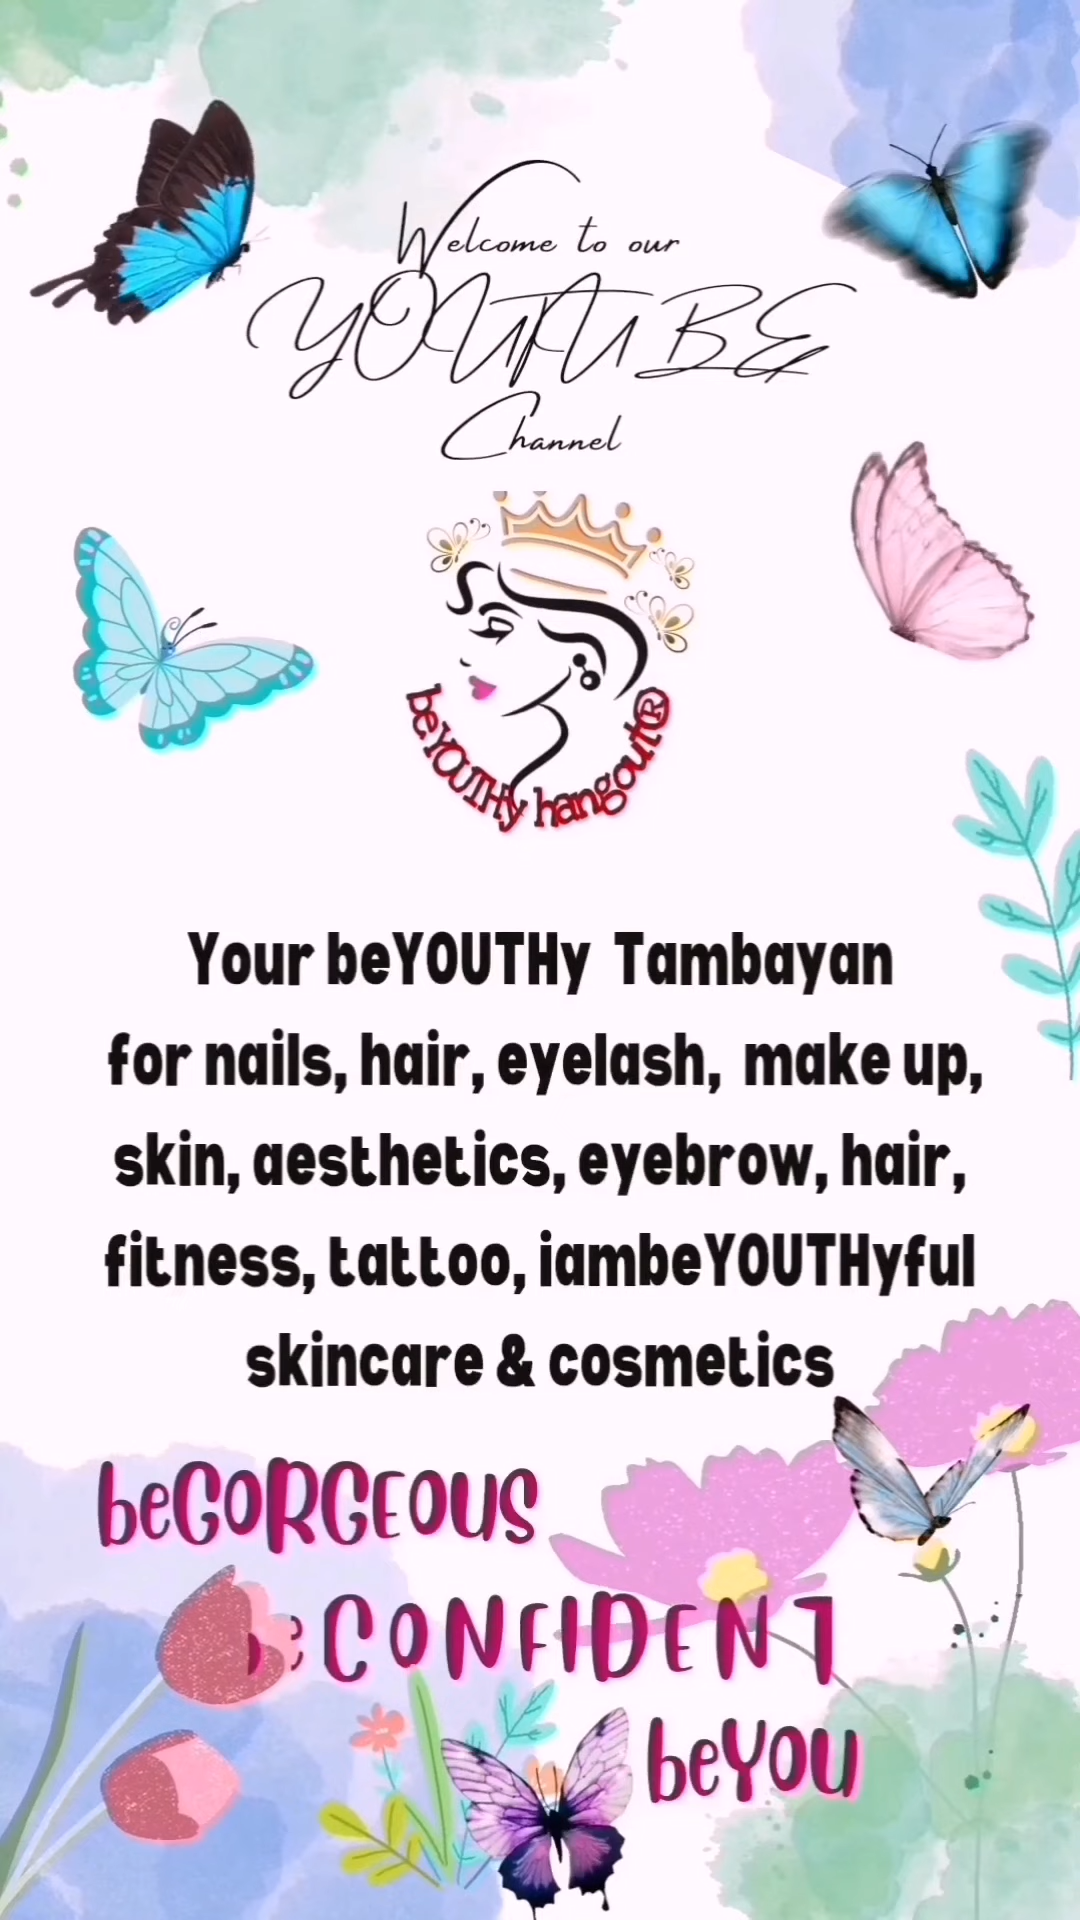 Welcome to our
YOUTUBE
Channel
beYOUTHy hangout®
Your beYOUTHy Tambayan
for nails, hair, eyelash, make up,
skin, aesthetics, eyebrow, hair,
fitness, tattoo, iambeYOUTHyful
skincare & cosmetics
beGORGEOUS
beCONFIDENT
beYOU